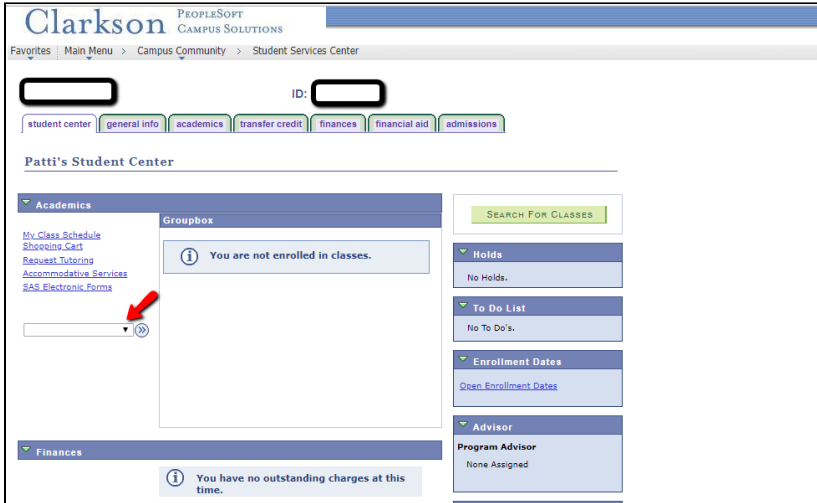 Clarkson PEOPLESOFT CAMPUS SOLUTIONS
Favorites Main Menu > Campus Community > Student Services Center
ID:
student center general info academics transfer credit finances financial aid admissions
Patti's Student Center
Academics
My Class Schedule
Shopping Cart
Request Tutoring
Accommodative Services
SAS Electronic Forms
Groupbox
You are not enrolled in classes.
Finances
You have no outstanding charges at this
time.
SEARCH FOR CLASSES
Holds
No Holds.
To Do List
No To Do's.
Enrollment Dates
Open Enrollment Dates
Advisor
Program Advisor
None Assigned